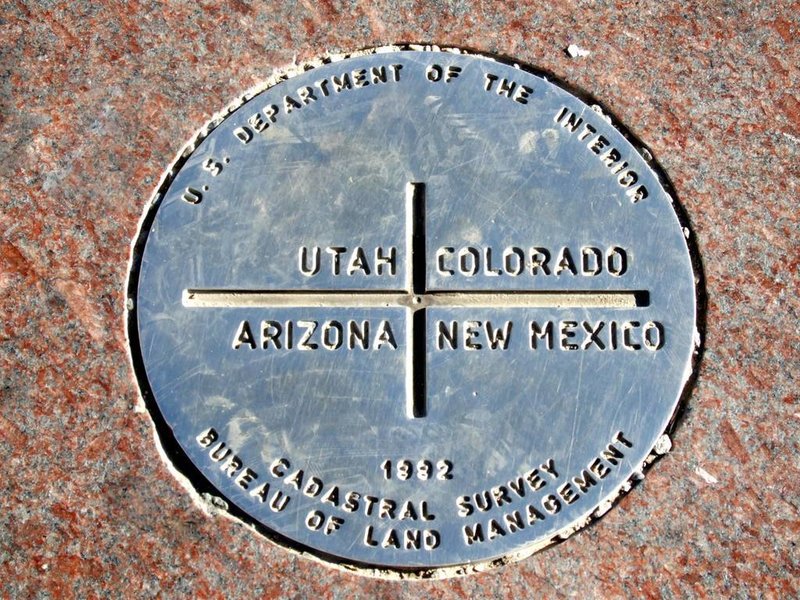 U. S. DEPARTMENT OF THE INTERIOR
UTAH COLORADO
ARIZONA NEW MEXICO
1992
CADASTRAL SURVEY
BUREAU OF LAND MANAGEMENT